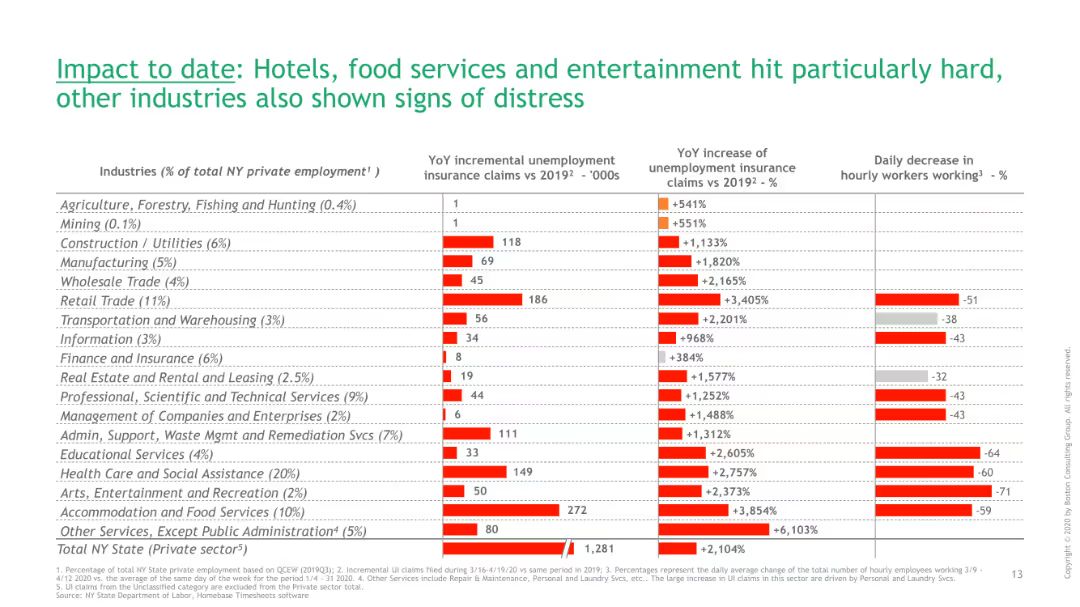 Impact to date: Hotels, food services and entertainment hit particularly hard,
other industries also shown signs of distress
Industries (% of total NY private employment¹ )
YoY incremental unemployment
insurance claims vs 2019² - '000s
YoY increase of
unemployment insurance
claims vs 2019² - %
Daily decrease in
hourly workers working³ - %
Agriculture, Forestry, Fishing and Hunting (0.4%) 1 +541%
Mining (0.1%) 1 +551%
Construction / Utilities (6%) 118 +1,133%
Manufacturing (5%) 69 +1,820%
Wholesale Trade (4%) 45 +2,165%
Retail Trade (11%) 186 +3,405% -51
Transportation and Warehousing (3%) 56 +2,201% -38
Information (3%) 34 +968% -43
Finance and Insurance (6%) 8 +384%
Real Estate and Rental and Leasing (2.5%) 19 +1,577% -32
Professional, Scientific and Technical Services (9%) 44 +1,252% -43
Management of Companies and Enterprises (2%) 6 +1,488% -43
Admin, Support, Waste Mgmt and Remediation Svcs (7%) 111 +1,312%
Educational Services (4%) 33 +2,605% -64
Health Care and Social Assistance (20%) 149 +2,757% -60
Arts, Entertainment and Recreation (2%) 50 +2,373% -71
Accommodation and Food Services (10%) 272 +3,854% -59
Other Services, Except Public Administration⁴ (5%) 80 +6,103%
Total NY State (Private sector⁵) 1,281 +2,104%
1. Percentage of total NY State private employment based on QCEW (2019Q3); 2. Incremental UI claims filed during 3/16-4/19/20 vs same period in 2019; 3. Percentages represent the daily average change of the total number of hourly employees working 3/9 -
4/12 2020 vs. the average of the same day of the week for the period 1/4 - 31 2020. 4. Other Services include Repair & Maintenance, Personal and Laundry Svcs, etc.. The large increase in UI claims in this sector are driven by Personal and Laundry Svcs.
5. UI claims from the Unclassified category are excluded from the Private sector total.
Source: NY State Department of Labor, Homebase Timesheets software
13
Copyright © 2020 by Boston Consulting Group. All rights reserved.